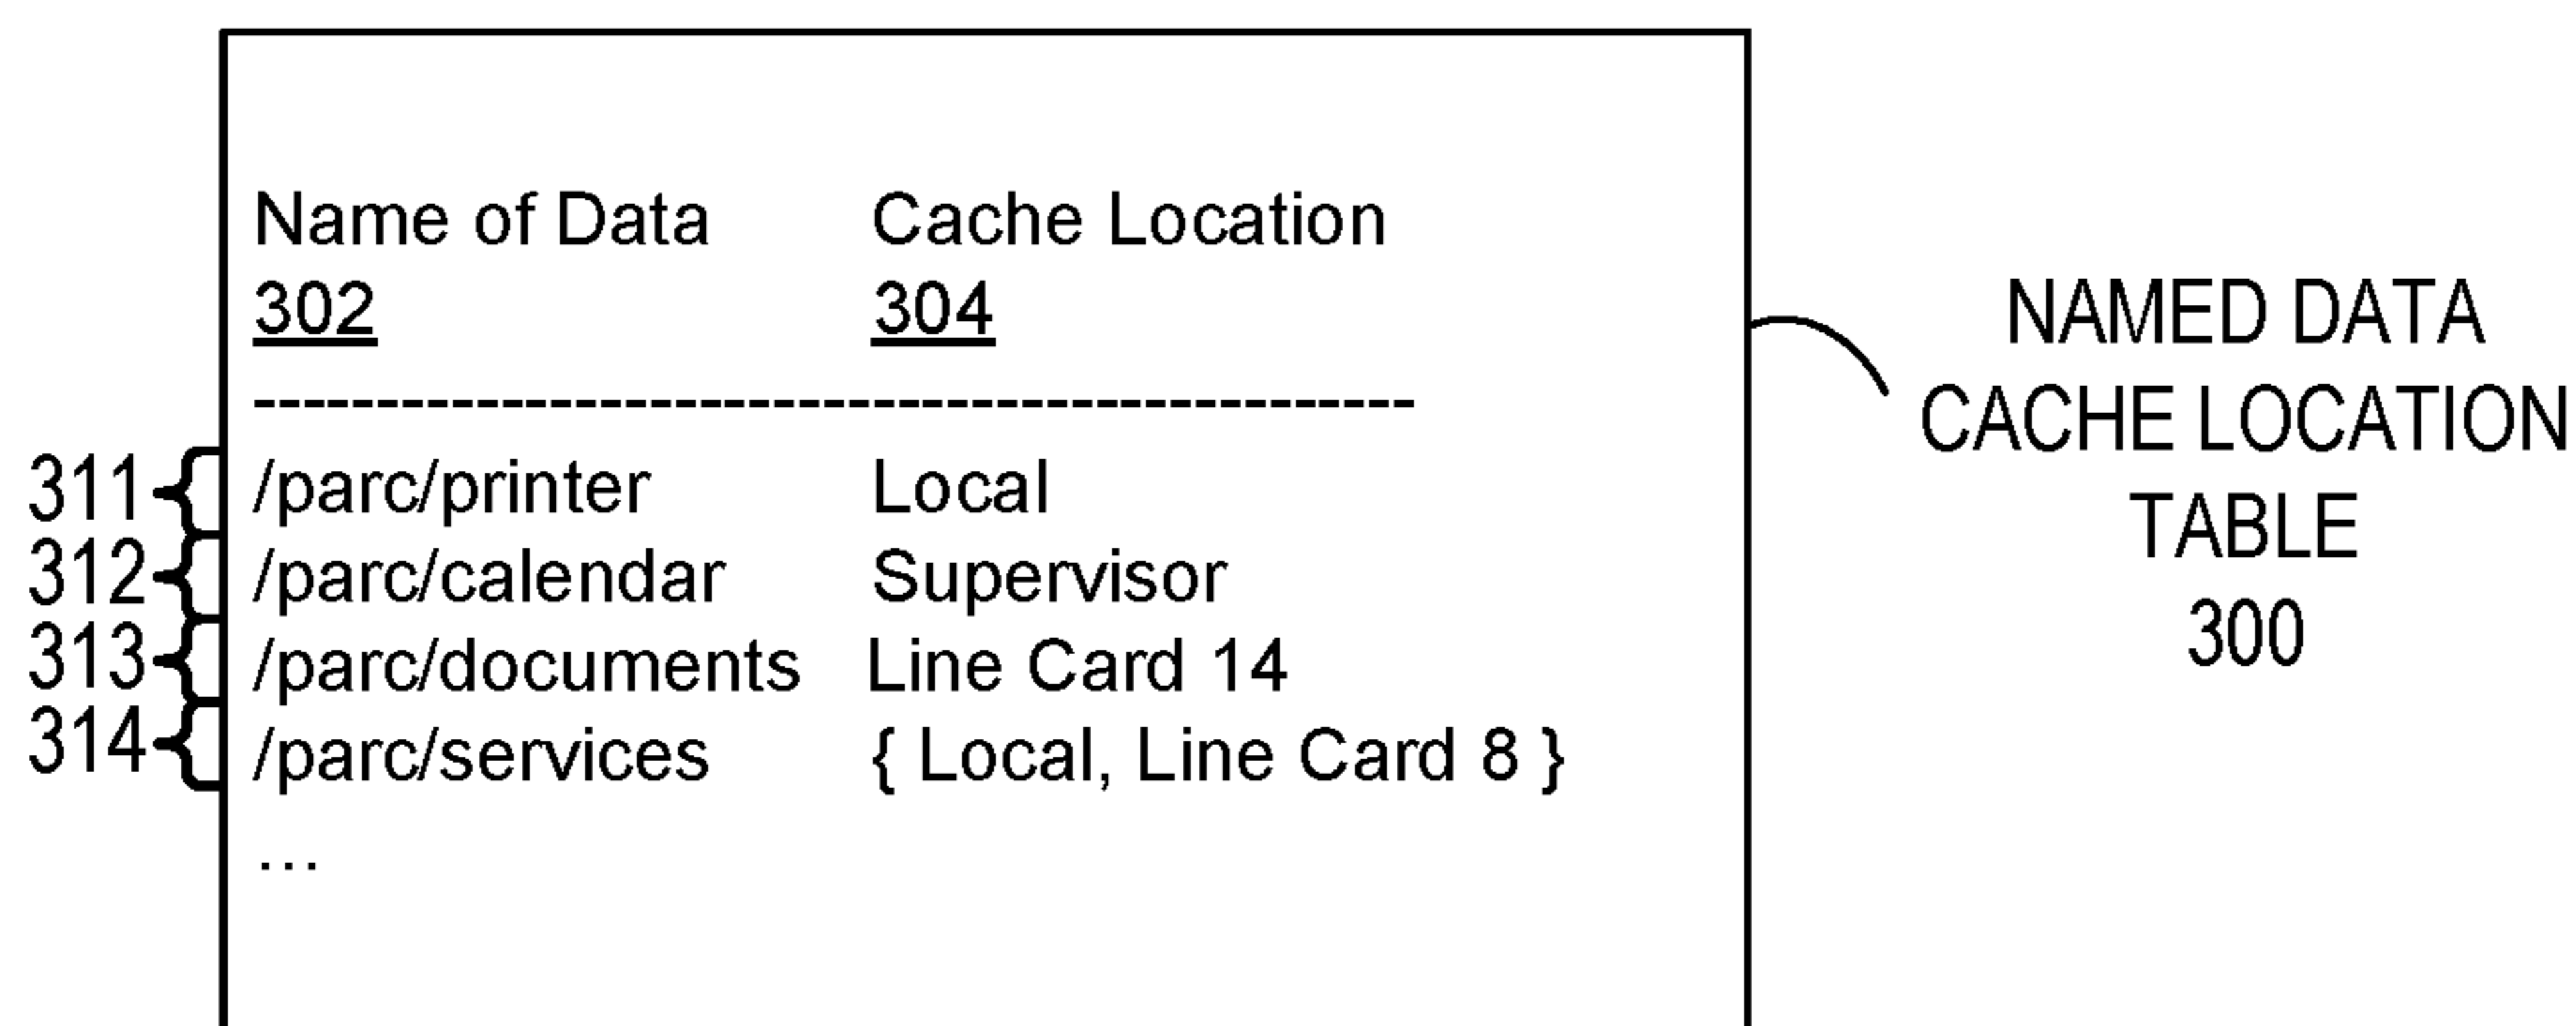 Name of Data Cache Location
302 304
--------------------------------------------------
311 /parc/printer Local
312 /parc/calendar Supervisor
313 /parc/documents Line Card 14
314 /parc/services { Local, Line Card 8 }
...
NAMED DATA
CACHE LOCATION
TABLE
300